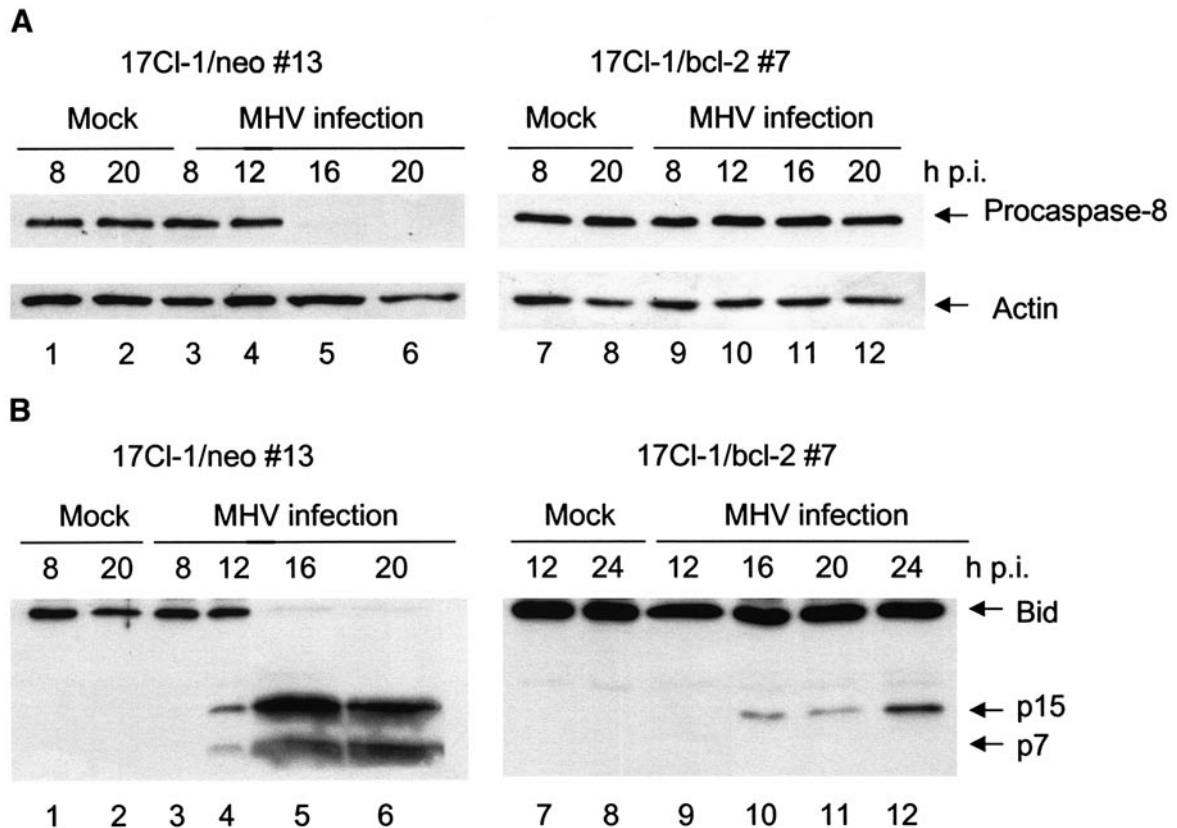 A
17Cl-1/neo #13 17Cl-1/bcl-2 #7
Mock MHV infection Mock MHV infection
8 20 8 12 16 20 8 20 8 12 16 20 h p.i.
Procaspase-8
Actin
1 2 3 4 5 6 7 8 9 10 11 12
B
17Cl-1/neo #13 17Cl-1/bcl-2 #7
Mock MHV infection Mock MHV infection
8 20 8 12 16 20 12 24 12 16 20 24 h p.i.
Bid
p15
p7
1 2 3 4 5 6 7 8 9 10 11 12